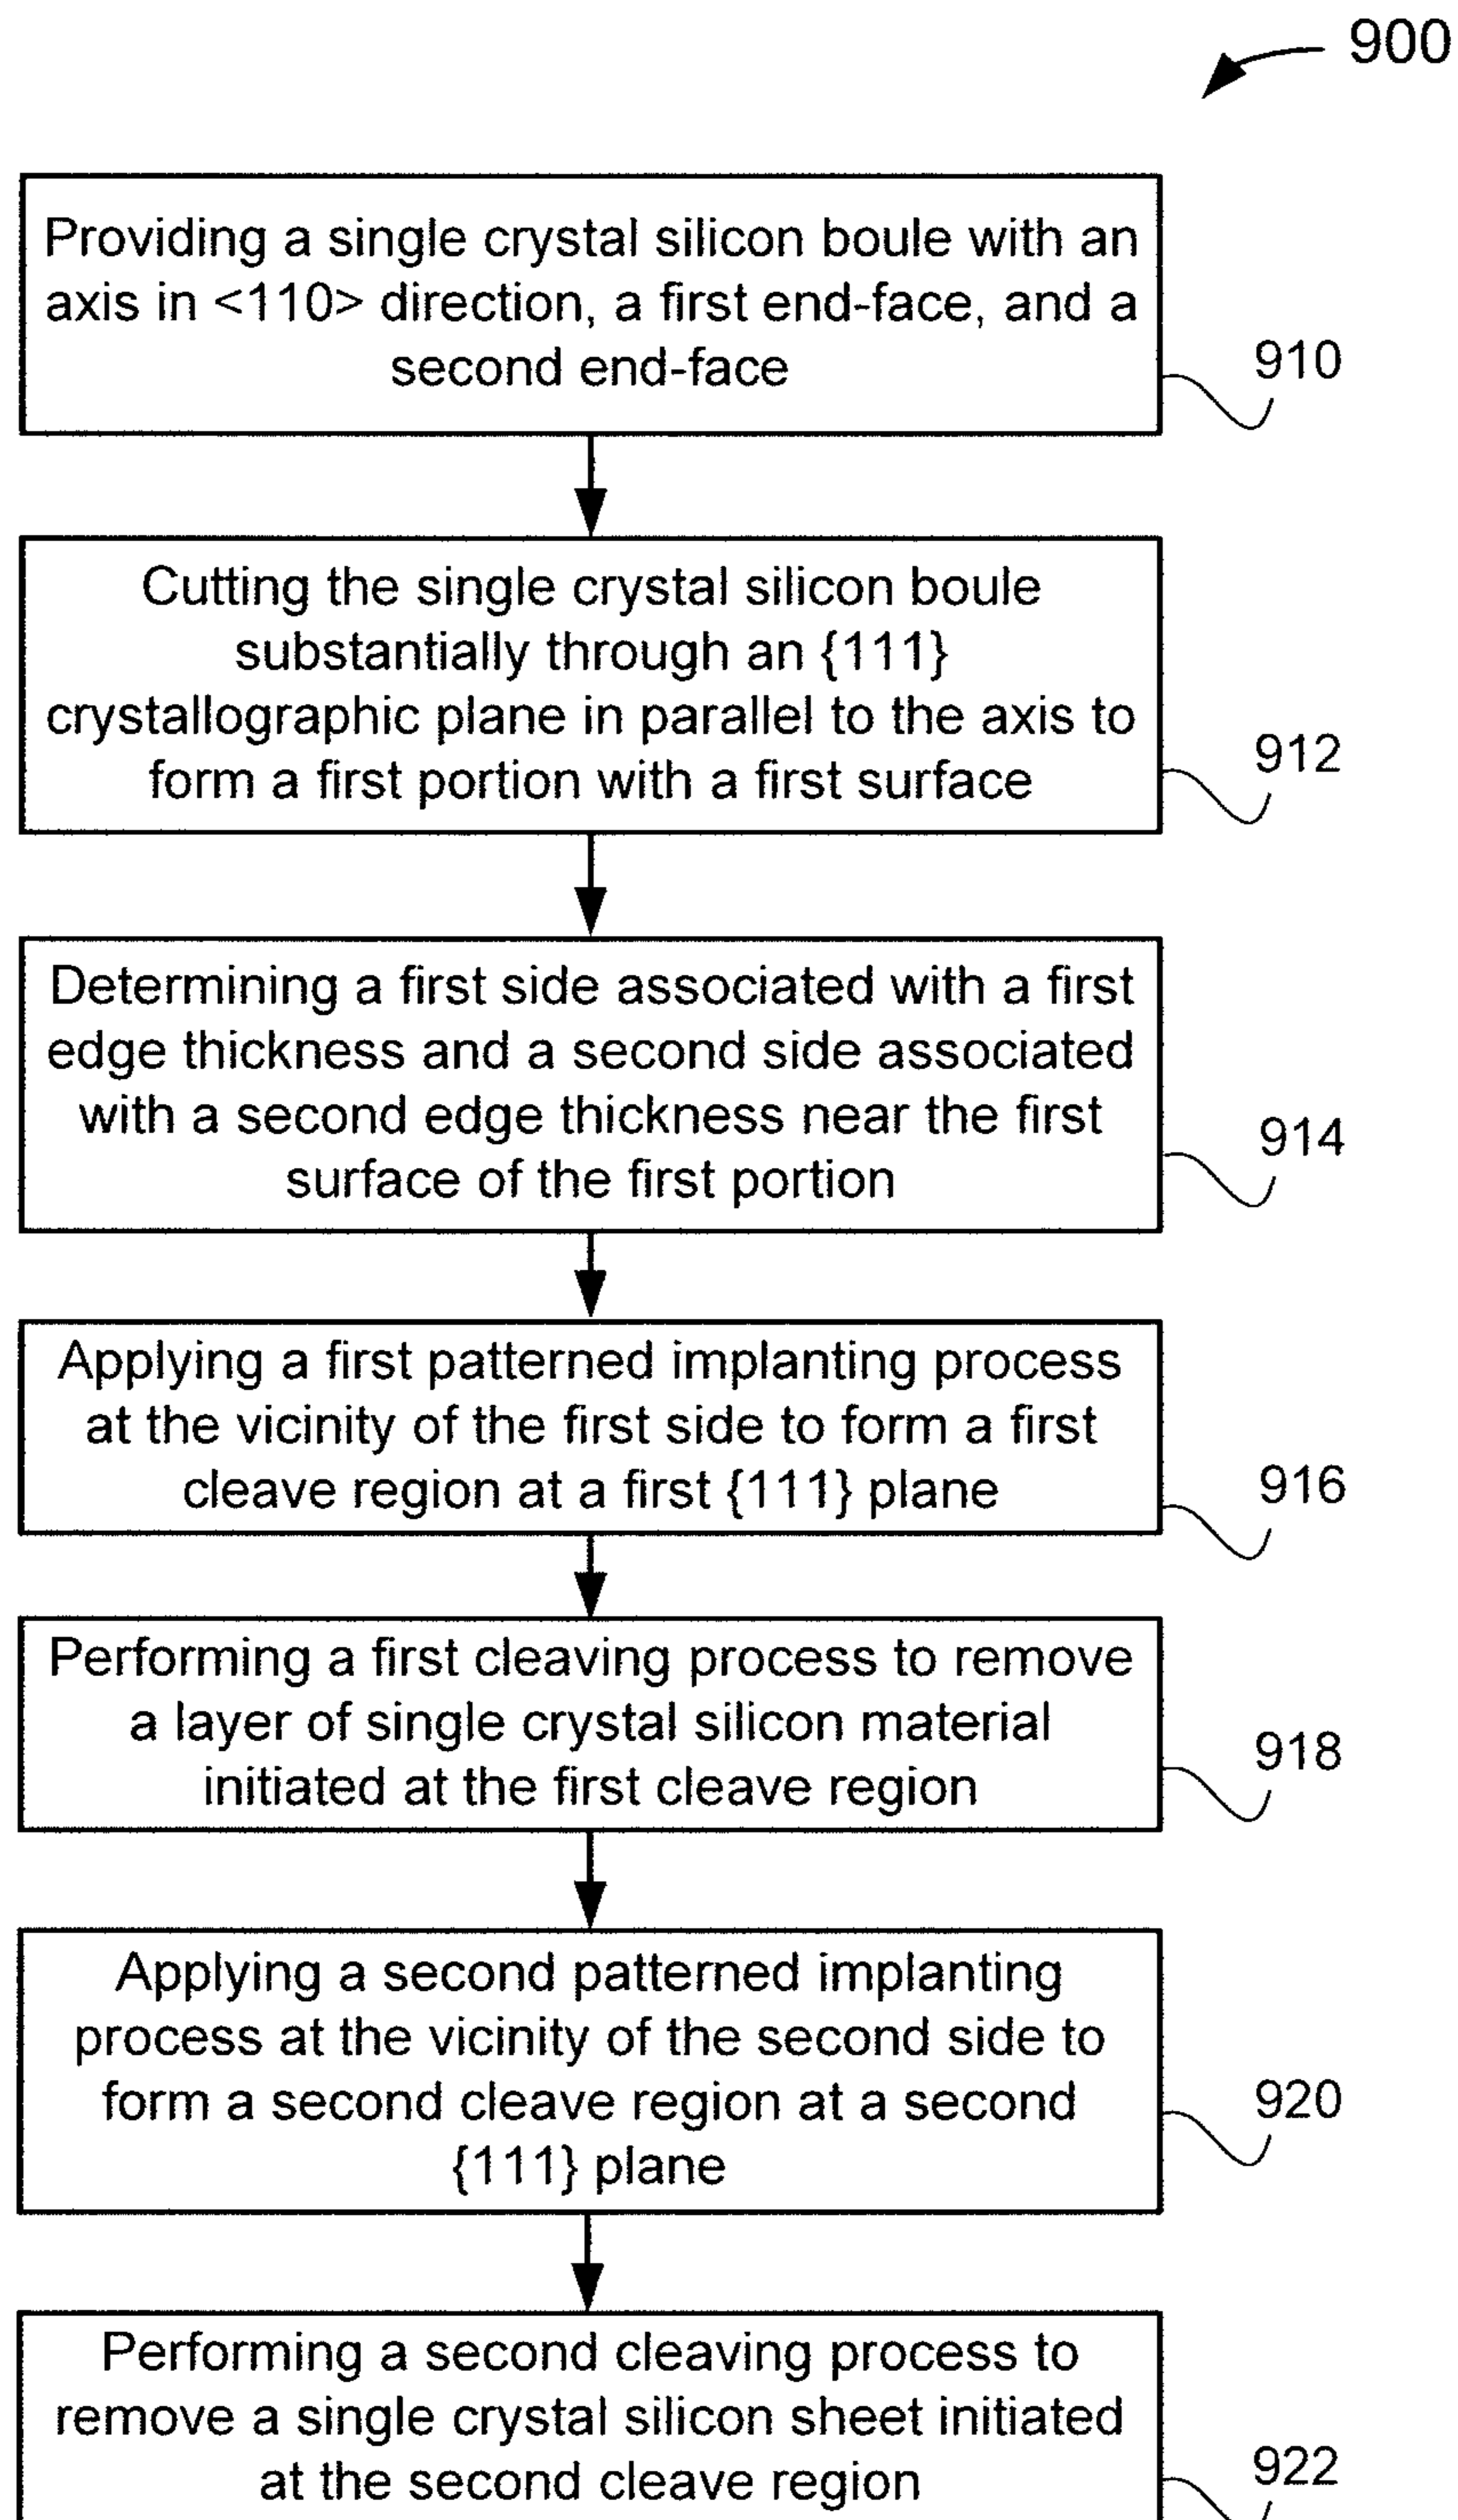 900
Providing a single crystal silicon boule with an
axis in <110> direction, a first end-face, and a
second end-face
910
Cutting the single crystal silicon boule
substantially through an {111}
crystallographic plane in parallel to the axis to
form a first portion with a first surface
912
Determining a first side associated with a first
edge thickness and a second side associated
with a second edge thickness near the first
surface of the first portion
914
Applying a first patterned implanting process
at the vicinity of the first side to form a first
cleave region at a first {111} plane
916
Performing a first cleaving process to remove
a layer of single crystal silicon material
initiated at the first cleave region
918
Applying a second patterned implanting
process at the vicinity of the second side to
form a second cleave region at a second
{111} plane
920
Performing a second cleaving process to
remove a single crystal silicon sheet initiated
at the second cleave region
922